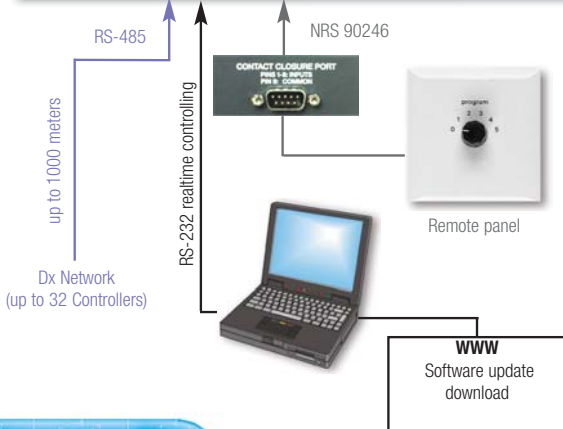 RS-485
NRS 90246
CONTACT CLOSURE PORT
PINS 1-8: INPUTS
PIN 9: COMMON
program
0 1 2 3 4 5
up to 1000 meters
RS-232 realtime controlling
Remote panel
Dx Network
(up to 32 Controllers)
www
Software update
download